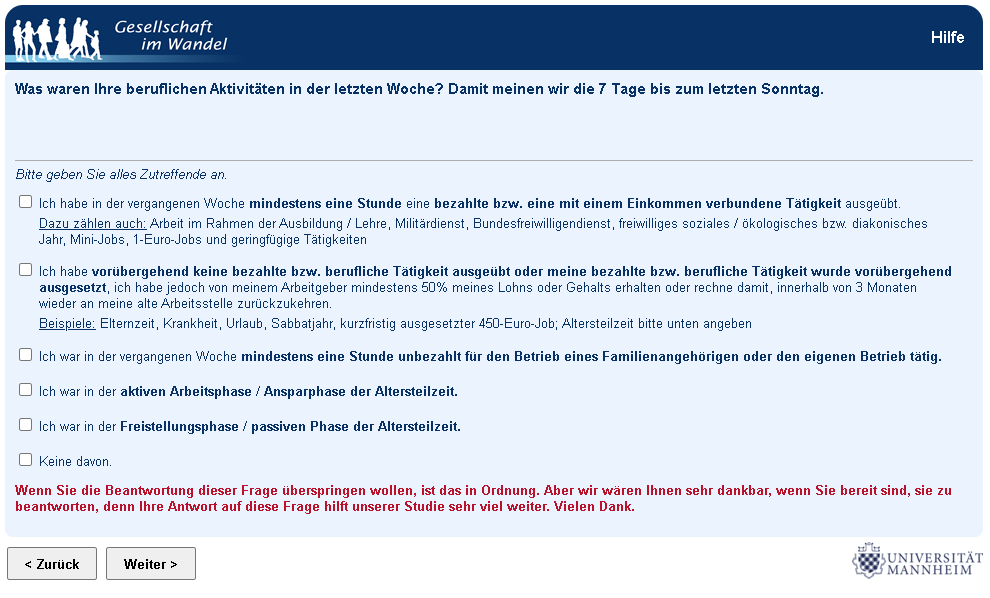 Gesellschaft
im Wandel
Hilfe
Was waren Ihre beruflichen Aktivitäten in der letzten Woche? Damit meinen wir die 7 Tage bis zum letzten Sonntag.
Bitte geben Sie alles Zutreffende an.
Ich habe in der vergangenen Woche mindestens eine Stunde eine bezahlte bzw. eine mit einem Einkommen verbundene Tätigkeit ausgeübt.
Dazu zählen auch: Arbeit im Rahmen der Ausbildung / Lehre, Militärdienst, Bundesfreiwilligendienst, freiwilliges soziales / ökologisches bzw. diakonisches
Jahr, Mini-Jobs, 1-Euro-Jobs und geringfügige Tätigkeiten
Ich habe vorübergehend keine bezahlte bzw. berufliche Tätigkeit ausgeübt oder meine bezahlte bzw. berufliche Tätigkeit wurde vorübergehend
ausgesetzt, ich habe jedoch von meinem Arbeitgeber mindestens 50% meines Lohns oder Gehalts erhalten oder rechne damit, innerhalb von 3 Monaten
wieder an meine alte Arbeitsstelle zurückzukehren.
Beispiele: Elternzeit, Krankheit, Urlaub, Sabbatjahr, kurzfristig ausgesetzter 450-Euro-Job; Altersteilzeit bitte unten angeben
Ich war in der vergangenen Woche mindestens eine Stunde unbezahlt für den Betrieb eines Familienangehörigen oder den eigenen Betrieb tätig.
Ich war in der aktiven Arbeitsphase / Ansparphase der Altersteilzeit.
Ich war in der Freistellungsphase / passiven Phase der Altersteilzeit.
Keine davon.
Wenn Sie die Beantwortung dieser Frage überspringen wollen, ist das in Ordnung. Aber wir wären Ihnen sehr dankbar, wenn Sie bereit sind, sie zu
beantworten, denn Ihre Antwort auf diese Frage hilft unserer Studie sehr viel weiter. Vielen Dank.
< Zurück
Weiter >
UNIVERSITÄT
MANNHEIM